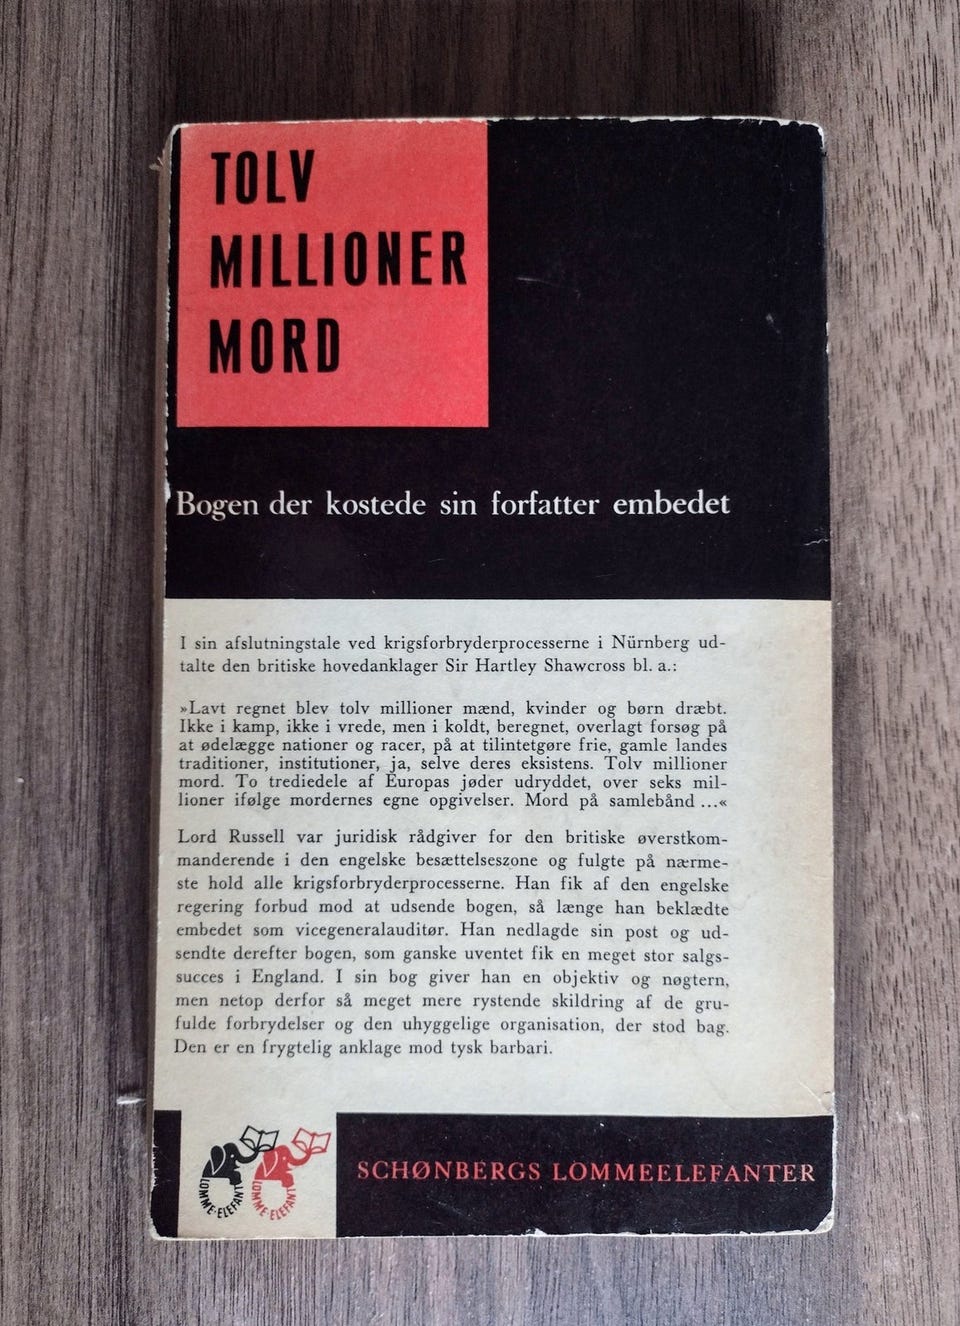 TOLV
MILLIONER
MORD
Bogen der kostede sin forfatter embedet
I sin afslutningstale ved krigsforbryderprocesserne i Nürnberg ud-
talte den britiske hovedanklager Sir Hartley Shawcross bl. a.:
»Lavt regnet blev tolv millioner mænd, kvinder og børn dræbt.
Ikke i kamp, ikke i vrede, men i koldt, beregnet, overlagt forsøg på
at ødelægge nationer og racer, på at tilintetgøre frie, gamle landes
traditioner, institutioner, ja, selve deres eksistens. Tolv millioner
mord. To trediedele af Europas jøder udryddet, over seks mil-
lioner ifølge mordernes egne opgivelser. Mord på samlebånd ...«
Lord Russell var juridisk rådgiver for den britiske øverstkom-
manderende i den engelske besættelseszone og fulgte på nærme-
ste hold alle krigsforbryderprocesserne. Han fik af den engelske
regering forbud mod at udsende bogen, så længe han beklædte
embedet som vicegeneralauditør. Han nedlagde sin post og ud-
sendte derefter bogen, som ganske uventet fik en meget stor salgs-
succes i England. I sin bog giver han en objektiv og nøgtern,
men netop derfor så meget mere rystende skildring af de gru-
fulde forbrydelser og den uhyggelige organisation, der stod bag.
Den er en frygtelig anklage mod tysk barbari.
LOMME-ELEFANT
LOMME-ELEFANT
SCHØNBERGS LOMMEELEFANTER